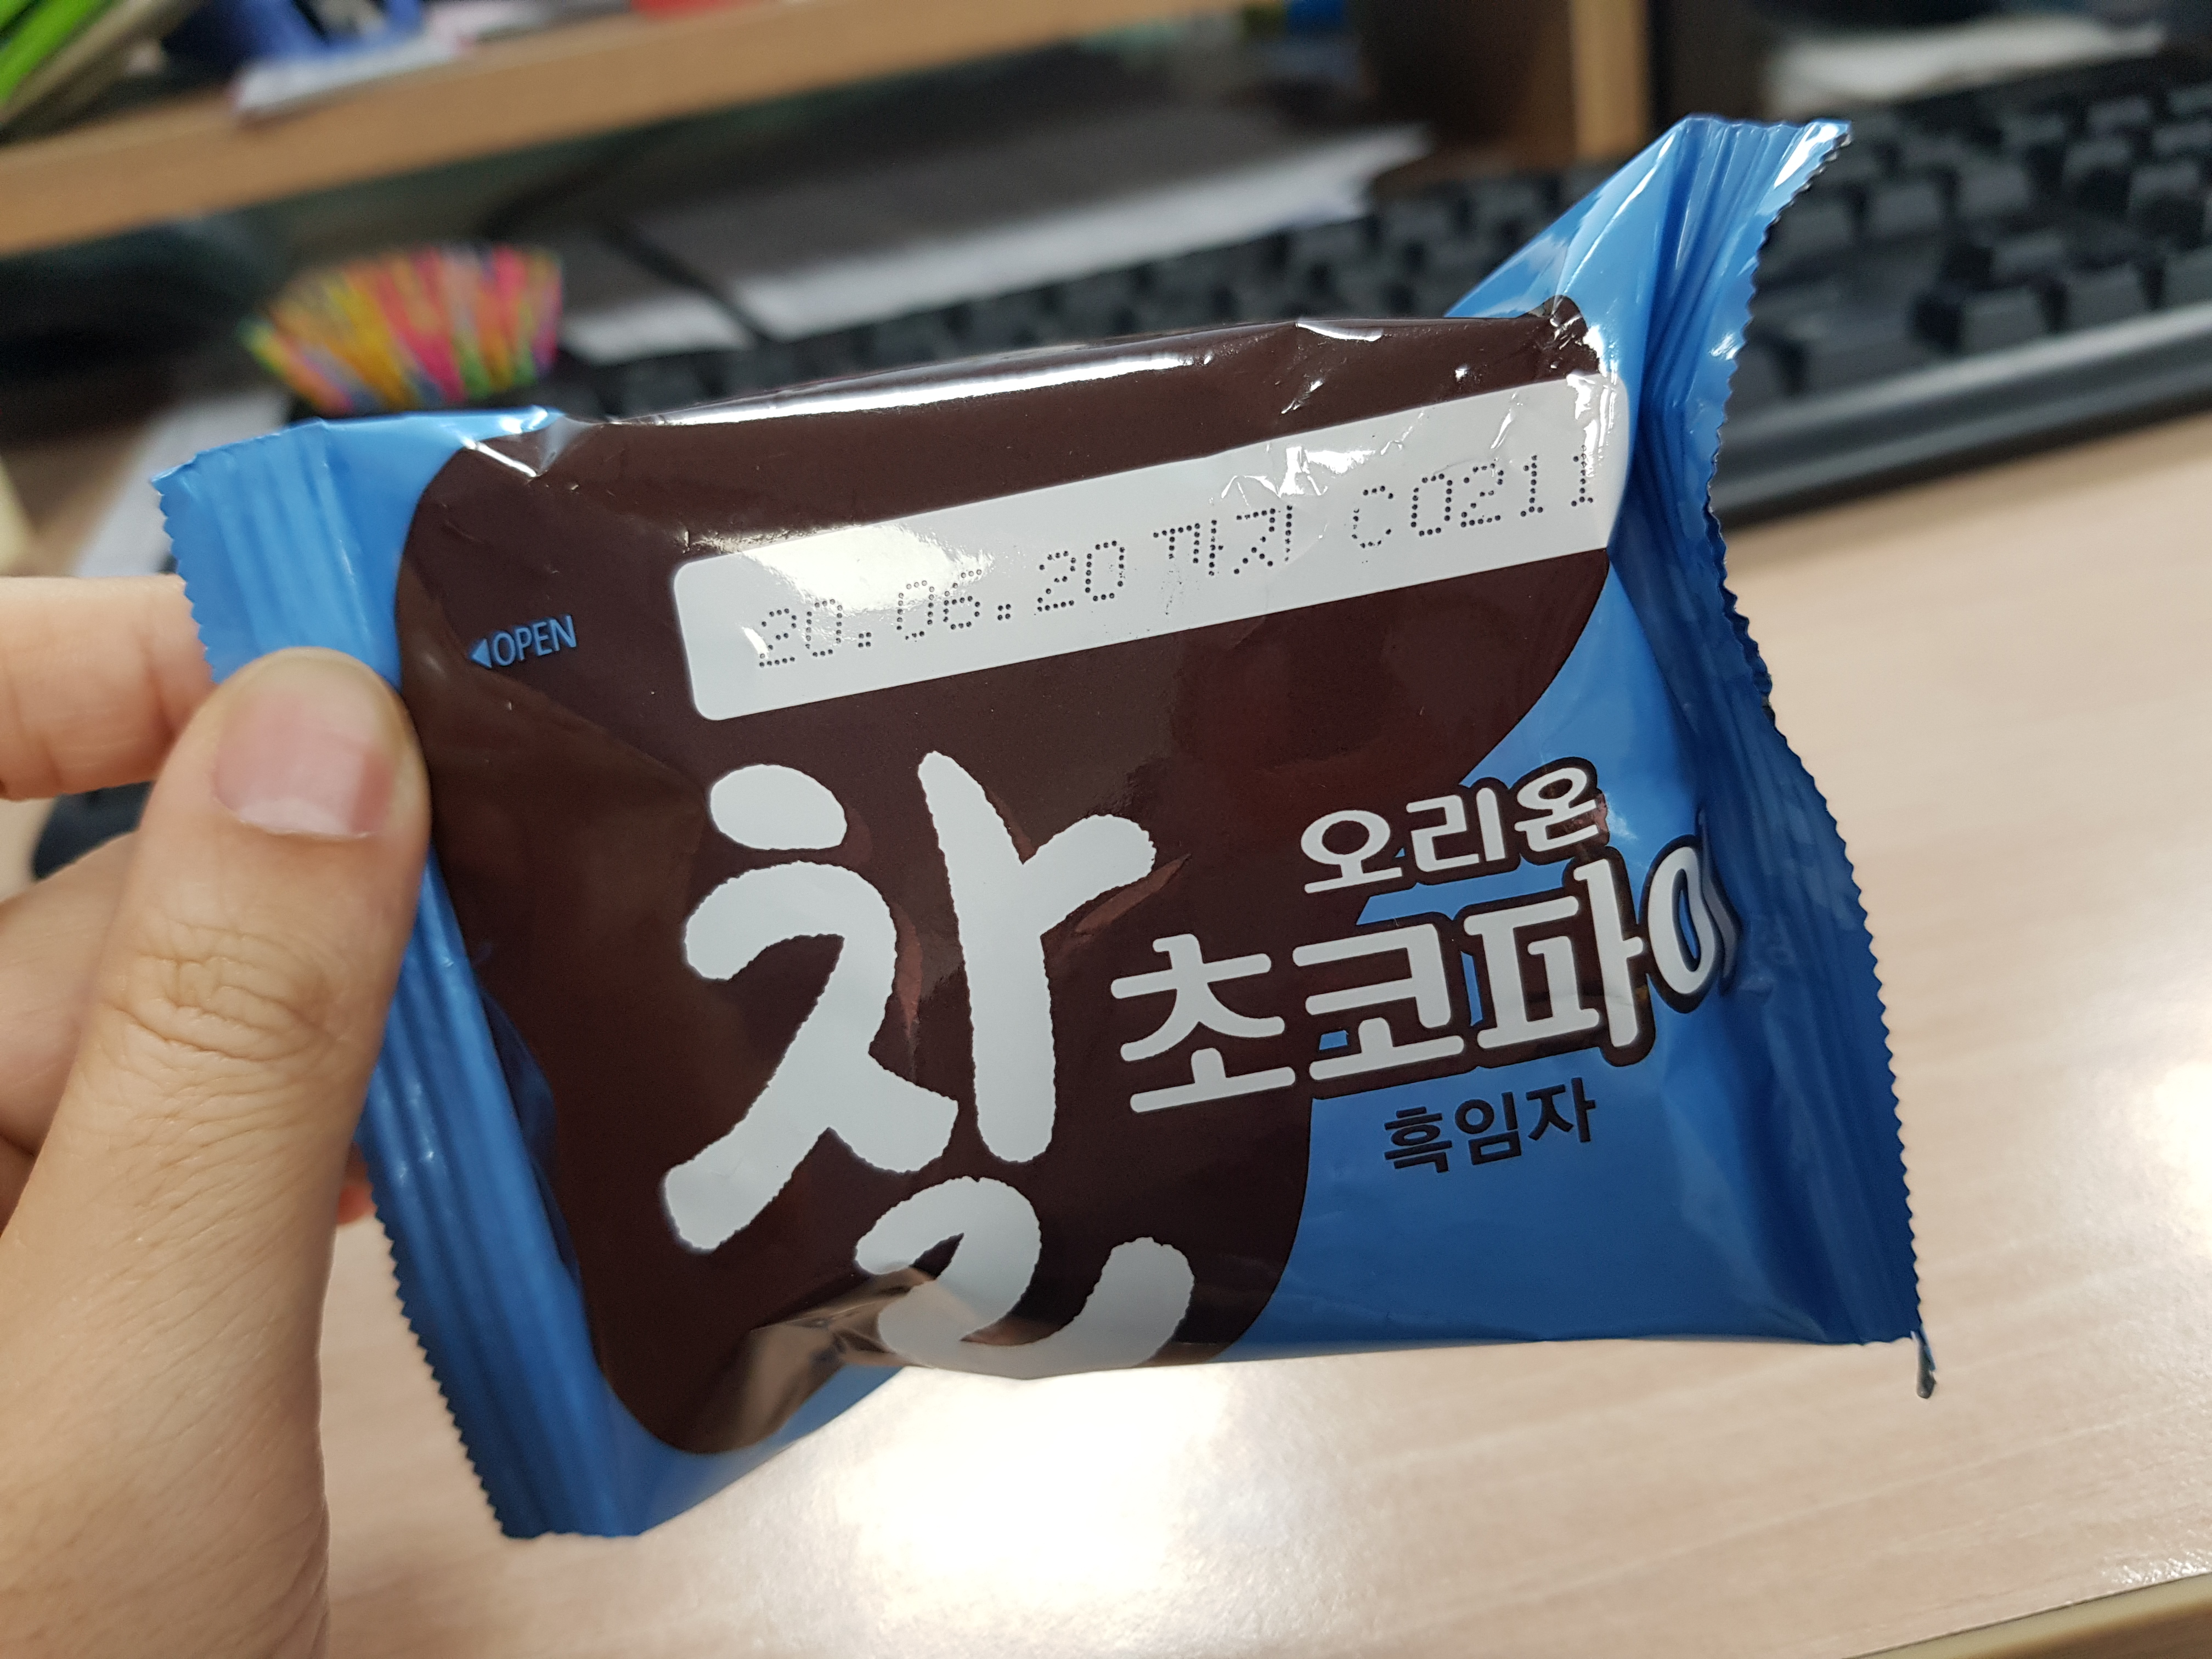 20.06.20 까지 C0211
◀OPEN
찰
오리온
초코파이
흑임자